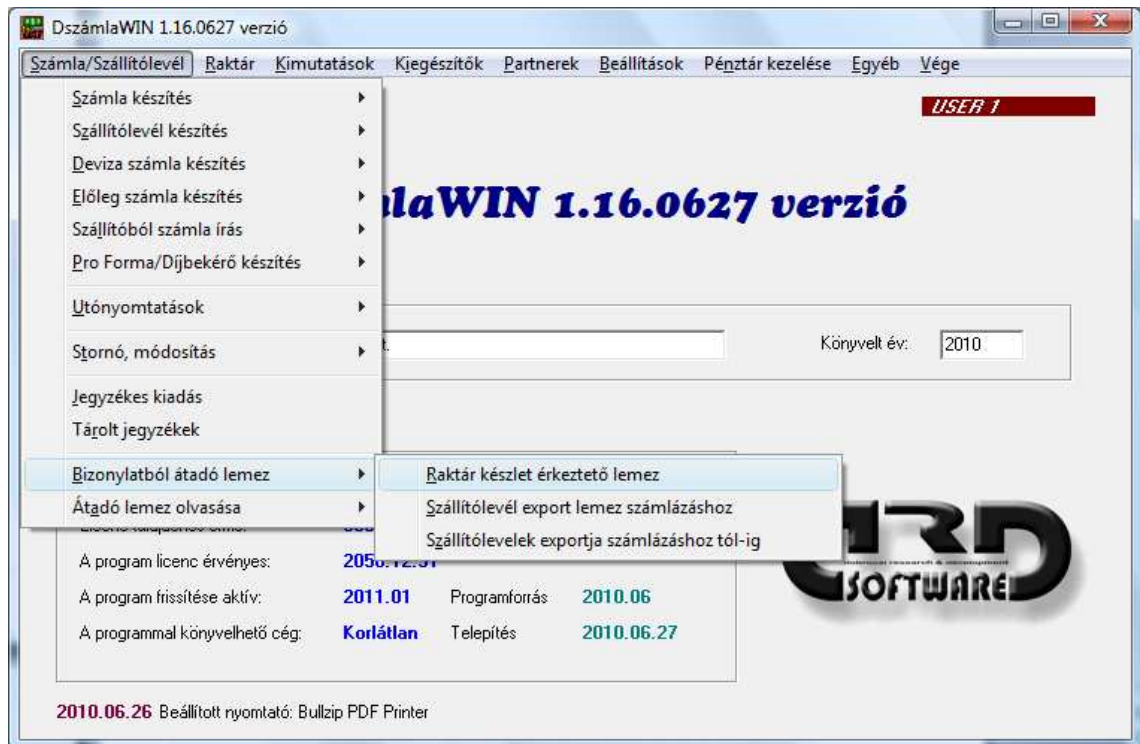 DszámlaWIN 1.16.0627 verzió
Számla/Szállítólevél Raktár Kimutatások Kiegészítők Partnerek Beállítások Pénztár kezelése Egyéb Vége
USER 1
Számla készítés
Szállítólevél készítés
Deviza számla készítés
Előleg számla készítés
Szállítóból számla írás
Pro Forma/Díjbekérő készítés
Utónyomtatások
Stornó, módosítás
Jegyzékes kiadás
Tárolt jegyzékek
Bizonylatból átadó lemez
Átadó lemez olvasása
Raktár készlet érkeztető lemez
Szállítólevél export lemez számlázáshoz
Szállítólevelek exportja számlázáshoz tól-ig
WIN 1.16.0627 verzió
Könyvelt év: 2010
A program licenc érvényes:
A program frissítése aktív: 2011.01 Programforrás 2010.06
A programmal könyvelhető cég: Korlátlan Telepítés 2010.06.27
SOFTWARE
2010.06.26 Beállított nyomtató: Bullzip PDF Printer